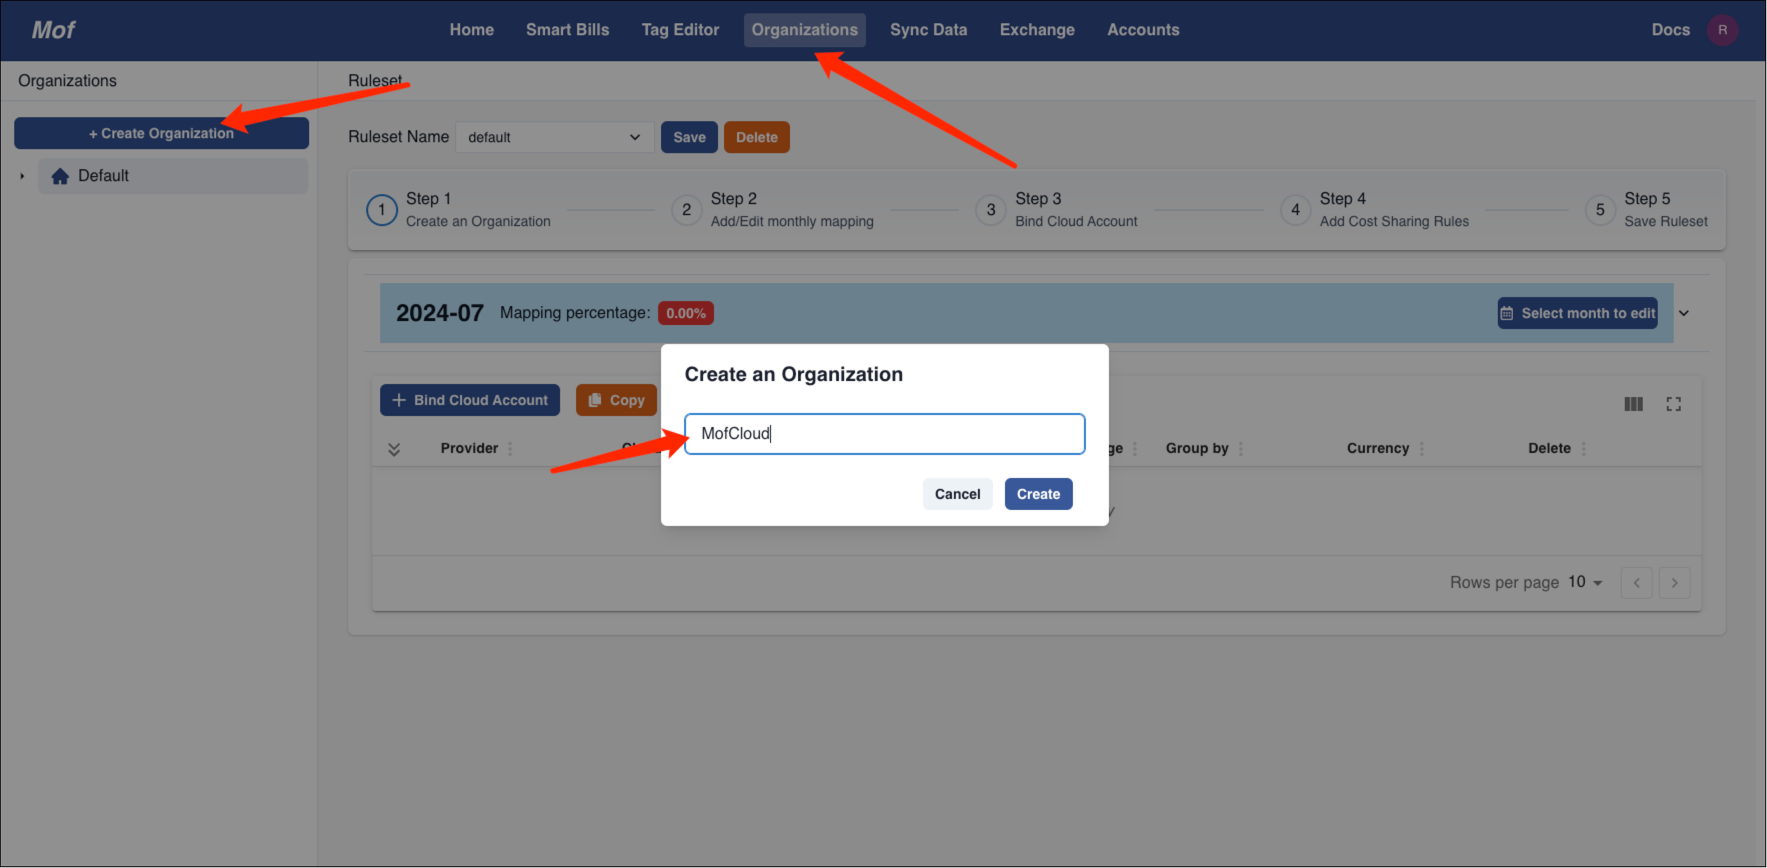 Mof
Home Smart Bills Tag Editor Organizations Sync Data Exchange Accounts Docs R
Organizations
Ruleset
+ Create Organization
Default
Ruleset Name default Save Delete
1 Step 1
Create an Organization
2 Step 2
Add/Edit monthly mapping
3 Step 3
Bind Cloud Account
4 Step 4
Add Cost Sharing Rules
5 Step 5
Save Ruleset
2024-07 Mapping percentage: 0.00% Select month to edit
Create an Organization
MofCloud
Cancel Create
+ Bind Cloud Account Copy
Provider Group by Currency Delete
Rows per page 10